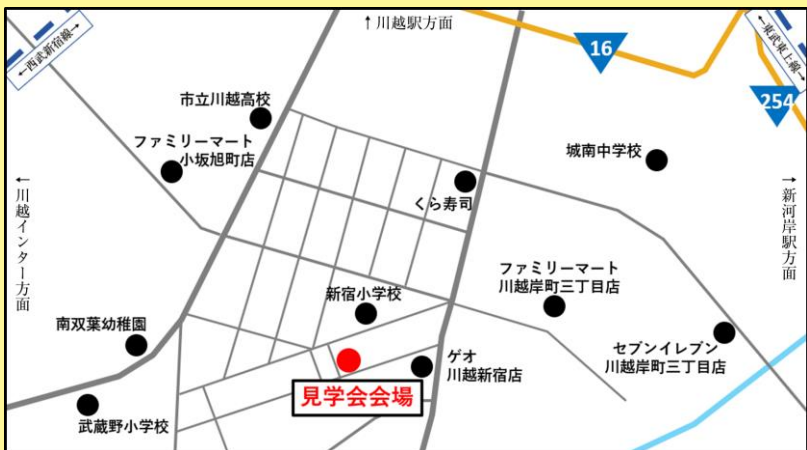 ↑川越駅方面
←西武新宿線→
16
←東武東上線→
254
市立川越高校
ファミリーマート
小坂旭町店
城南中学校
←川越インター方面
くら寿司
→新河岸駅方面
ファミリーマート
川越岸町三丁目店
新宿小学校
南双葉幼稚園
ゲオ
川越新宿店
セブンイレブン
川越岸町三丁目店
見学会会場
武蔵野小学校